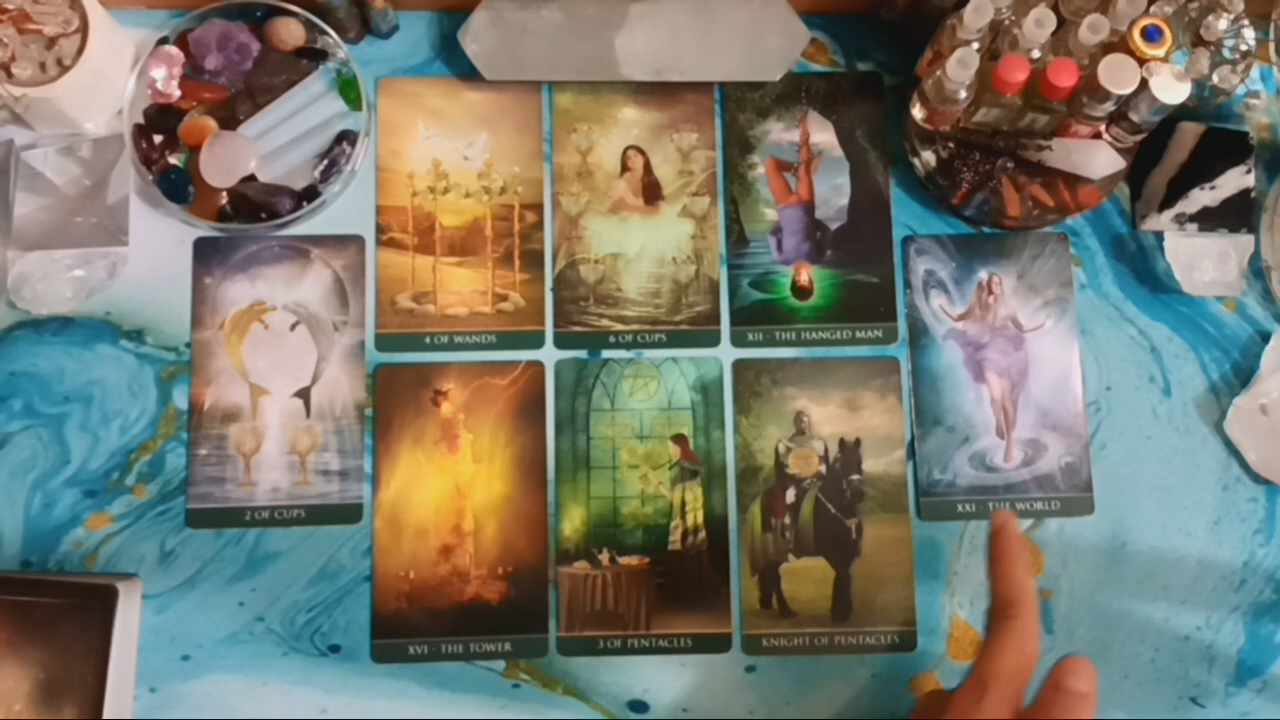 4 OF WANDS
6 OF CUPS
XII · THE HANGED MAN
2 OF CUPS
XXI · THE WORLD
XVI · THE TOWER
3 OF PENTACLES
KNIGHT OF PENTACLES